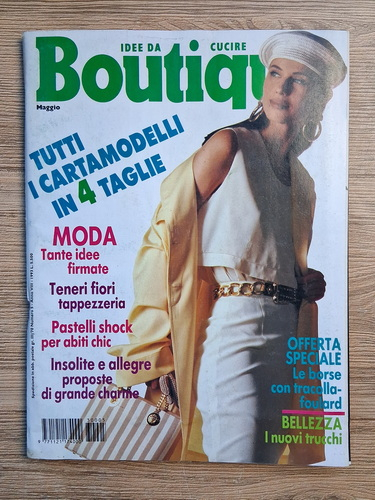 IDEE DA CUCIRE
Boutiqu
Maggio
TUTTI
I CARTAMODELLI
IN 4 TAGLIE
MODA
Tante idee
firmate
Teneri fiori
tappezzeria
Pastelli shock
per abiti chic
Insolite e allegre
proposte
di grande charme
OFFERTA
SPECIALE
Le borse
con tracolla-
foulard
BELLEZZA
I nuovi trucchi